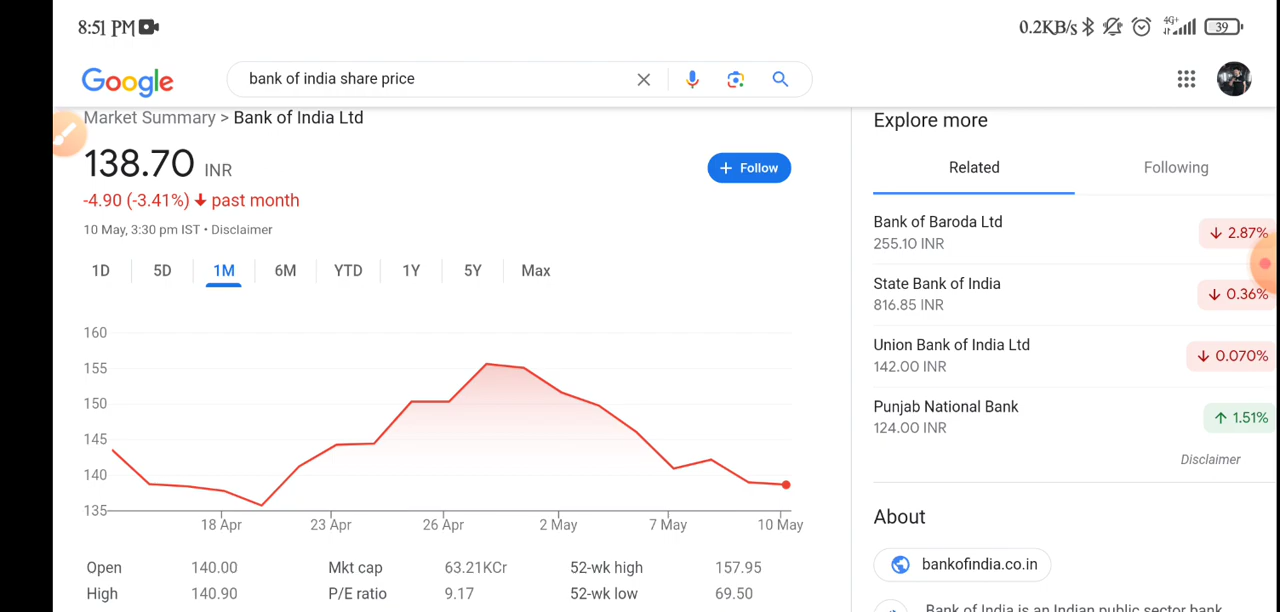 8:51 PM
0.2KB/s 4G+ 39
Google
bank of india share price
Market Summary > Bank of India Ltd
138.70 INR
-4.90 (-3.41%) ↓ past month
10 May, 3:30 pm IST • Disclaimer
+ Follow
1D 5D 1M 6M YTD 1Y 5Y Max
160
155
150
145
140
135
18 Apr 23 Apr 26 Apr 2 May 7 May 10 May
Open 140.00 Mkt cap 63.21KCr 52-wk high 157.95
High 140.90 P/E ratio 9.17 52-wk low 69.50
Explore more
Related Following
Bank of Baroda Ltd
255.10 INR
↓ 2.87%
State Bank of India
816.85 INR
↓ 0.36%
Union Bank of India Ltd
142.00 INR
↓ 0.070%
Punjab National Bank
124.00 INR
↑ 1.51%
Disclaimer
About
bankofindia.co.in
Bank of India is an Indian public sector bank